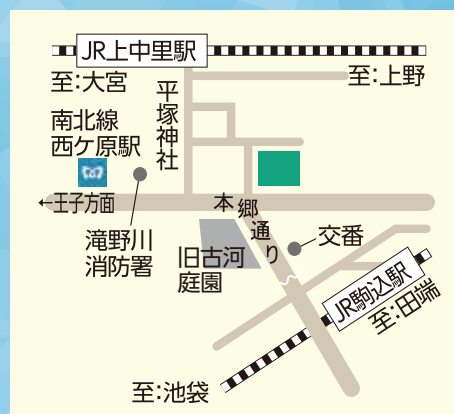 JR上中里駅
至:大宮
至:上野
平塚神社
南北線
西ケ原駅
←王子方面
本郷通り
滝野川
消防署
旧古河
庭園
交番
JR駒込駅
至:田端
至:池袋